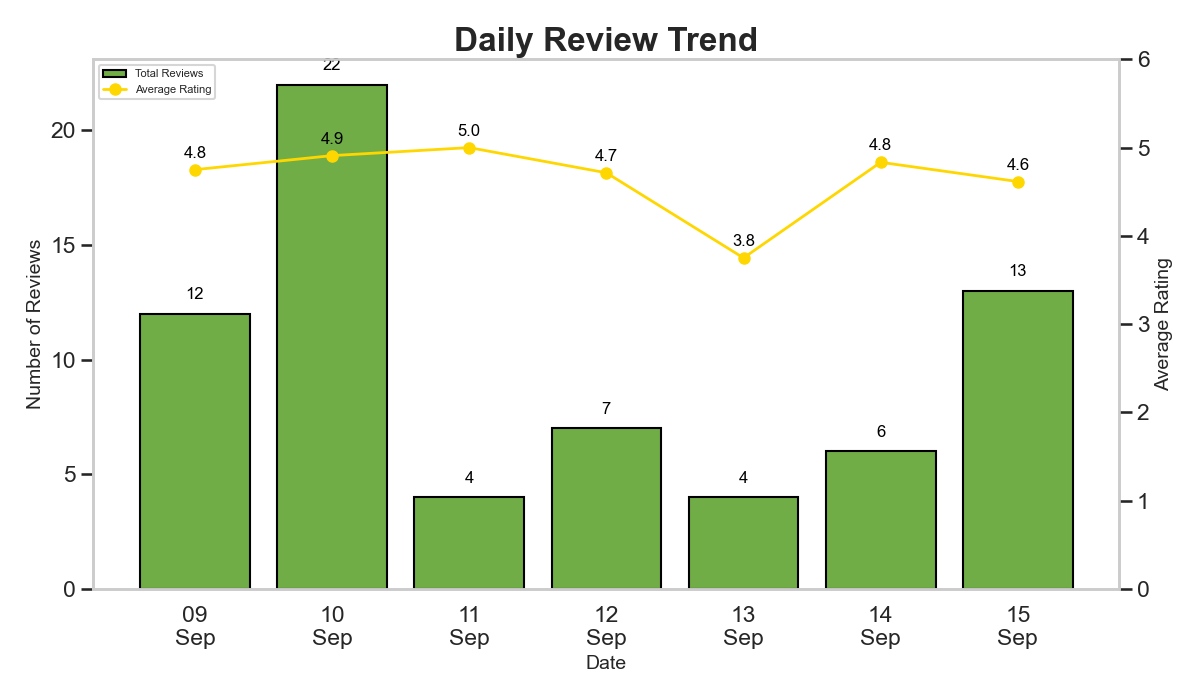 Daily Review Trend
Total Reviews
Average Rating
22
4.8
4.9
5.0
4.7
3.8
4.8
4.6
12
4
7
4
6
13
20
15
10
5
0
Number of Reviews
6
5
4
3
2
1
0
Average Rating
09
Sep
10
Sep
11
Sep
12
Sep
13
Sep
14
Sep
15
Sep
Date